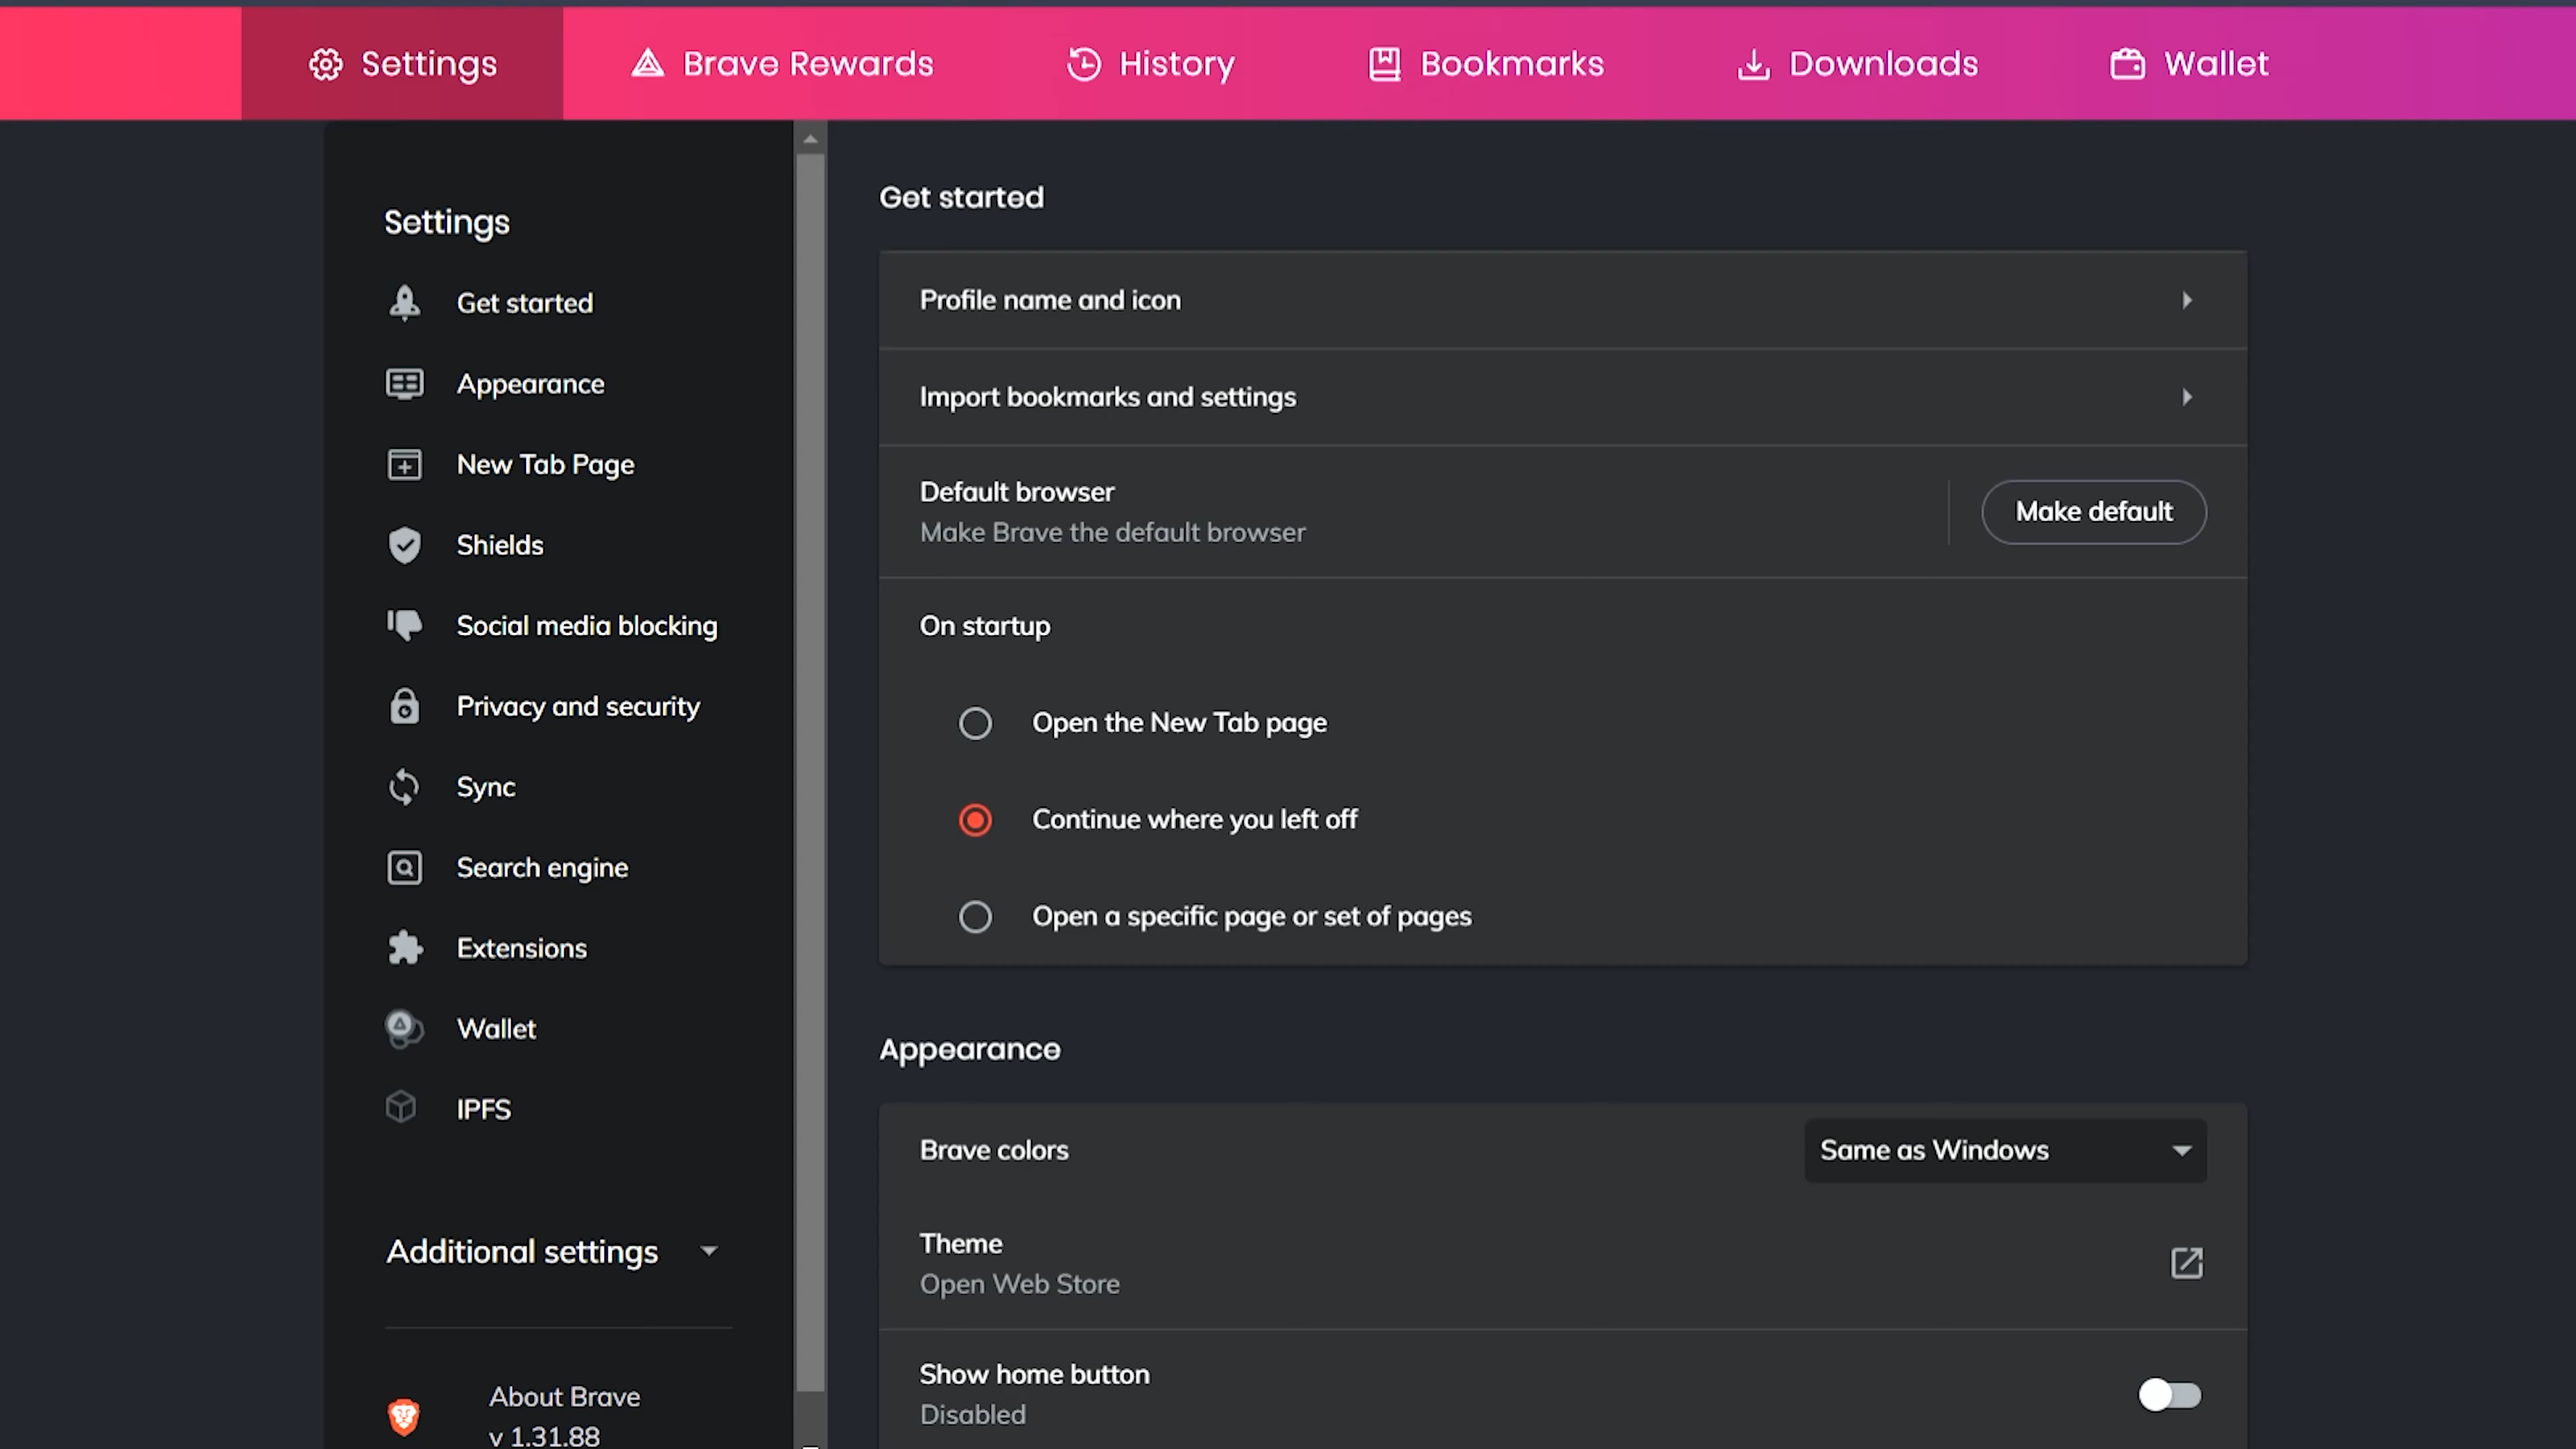 Settings
Brave Rewards
History
Bookmarks
Downloads
Wallet
Settings
Get started
Appearance
New Tab Page
Shields
Social media blocking
Privacy and security
Sync
Search engine
Extensions
Wallet
IPFS
Additional settings
About Brave
v 1.31.88
Get started
Profile name and icon
Import bookmarks and settings
Default browser
Make Brave the default browser
Make default
On startup
Open the New Tab page
Continue where you left off
Open a specific page or set of pages
Appearance
Brave colors
Same as Windows
Theme
Open Web Store
Show home button
Disabled